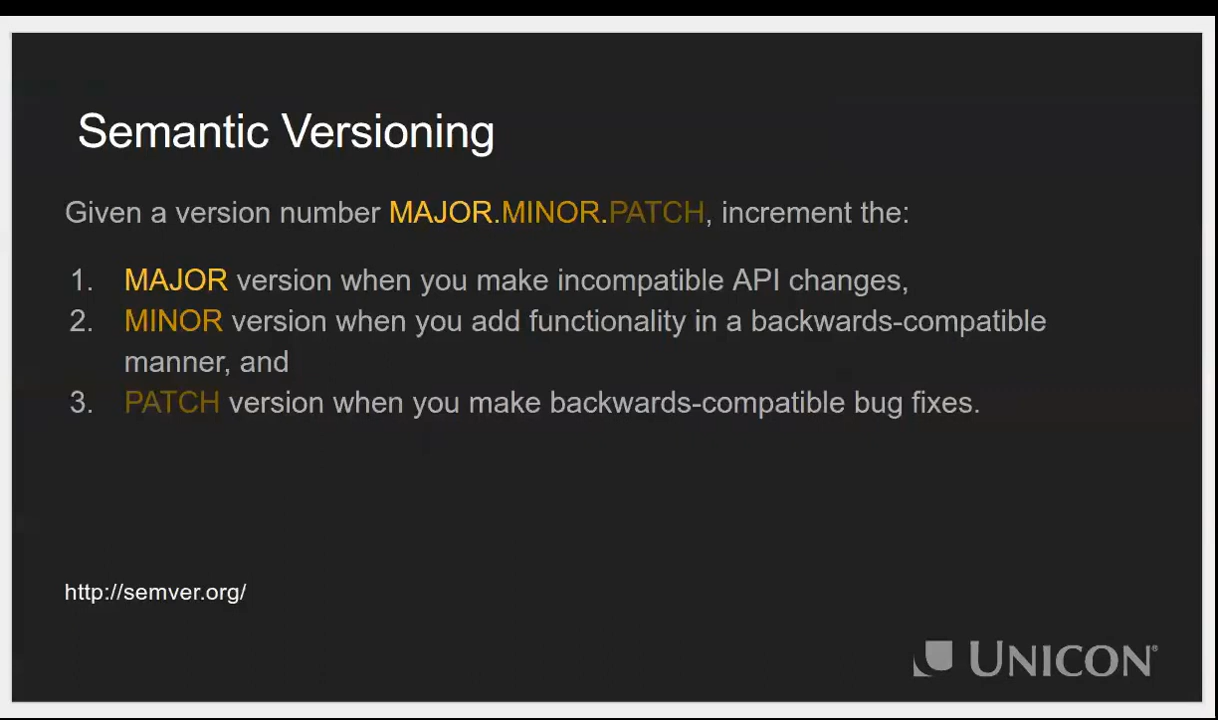 Semantic Versioning
Given a version number MAJOR.MINOR.PATCH, increment the:
1. MAJOR version when you make incompatible API changes,
2. MINOR version when you add functionality in a backwards-compatible
manner, and
3. PATCH version when you make backwards-compatible bug fixes.
http://semver.org/
UNICON®